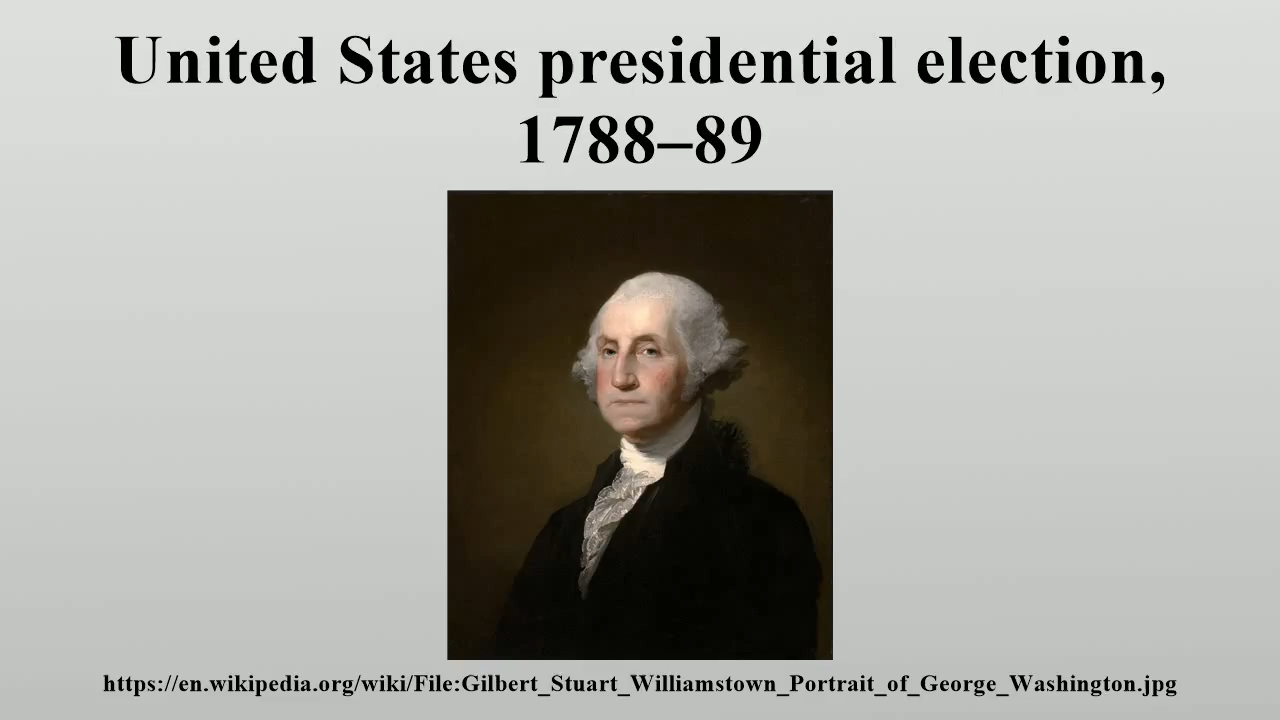 United States presidential election,
1788–89
https://en.wikipedia.org/wiki/File:Gilbert_Stuart_Williamstown_Portrait_of_George_Washington.jpg